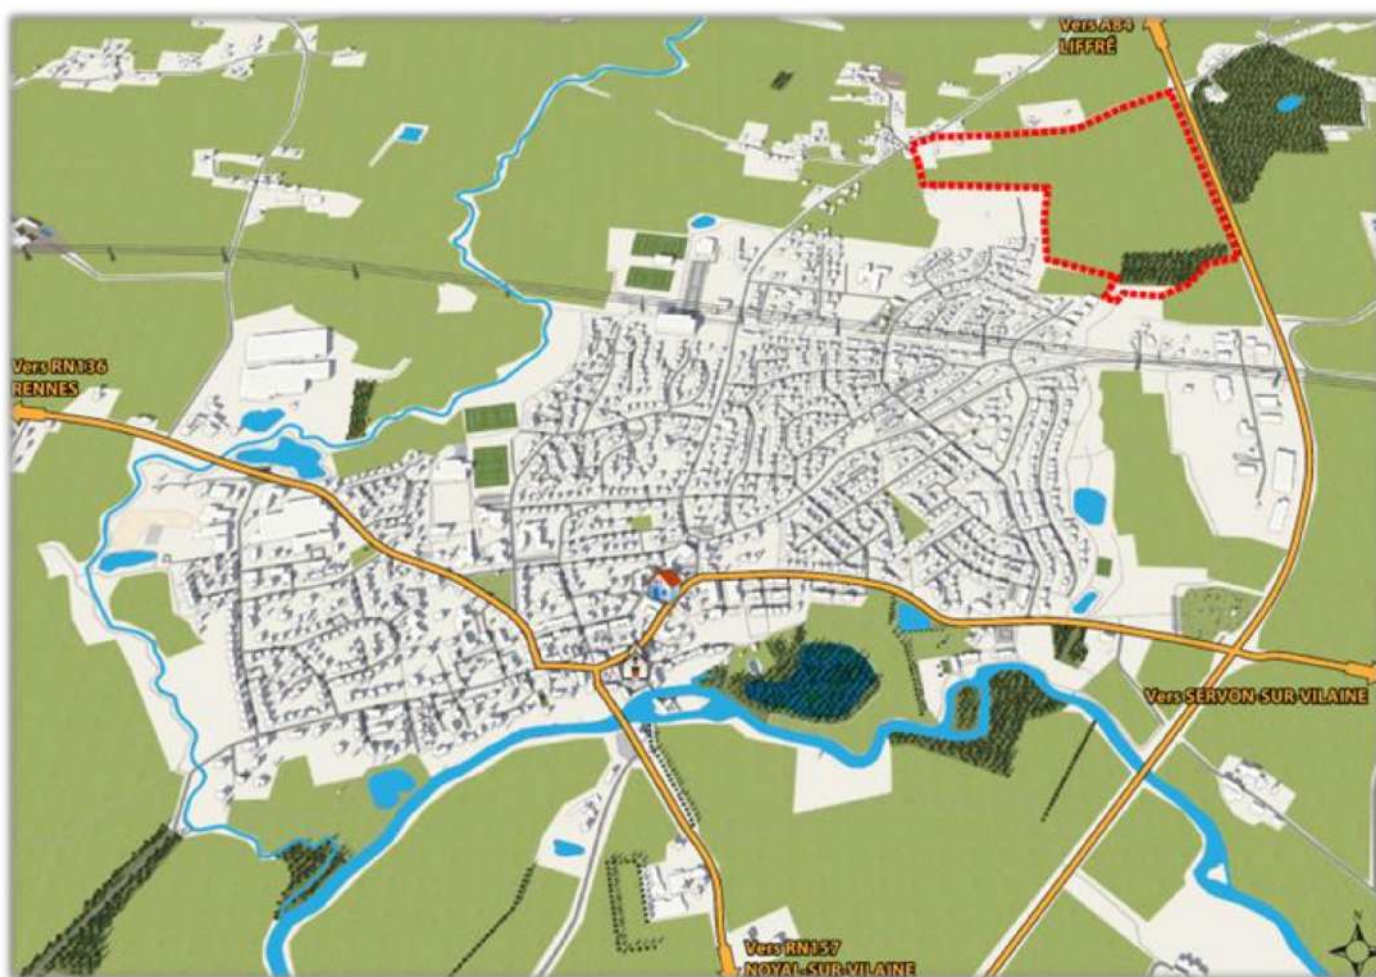 Vers A84
LIFFRÉ
Vers RN136
RENNES
Vers SERVON-SUR-VILAINE
Vers RN157
NOYAL-SUR-VILAINE
N